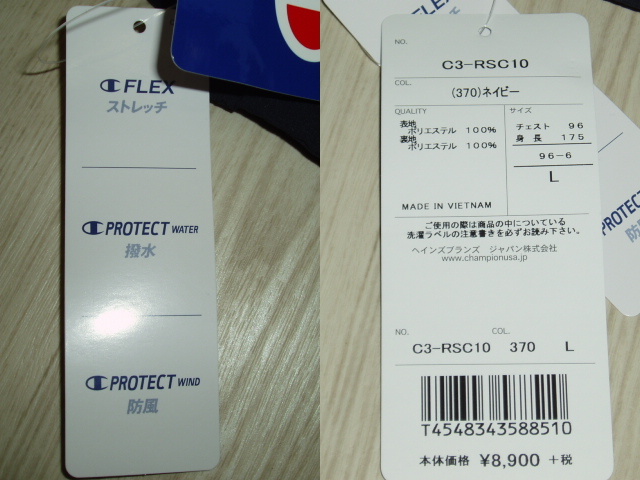 FLEX
ストレッチ
PROTECT WATER
撥水
PROTECT WIND
防風
FLEX
NO.
C3-RSC10
COL.
(370)ネイビー
QUALITY
表地
ポリエステル 100%
裏地
ポリエステル 100%
サイズ
チェスト 96
身長 175
96-6
L
MADE IN VIETNAM
ご使用の際は商品の中についている
洗濯ラベルの注意書きを必ずお読み下さい。
ヘインズブランズ ジャパン株式会社
www.championusa.jp
NO. COL.
C3-RSC10 370 L
T4548343588510
本体価格 ¥8,900 +税